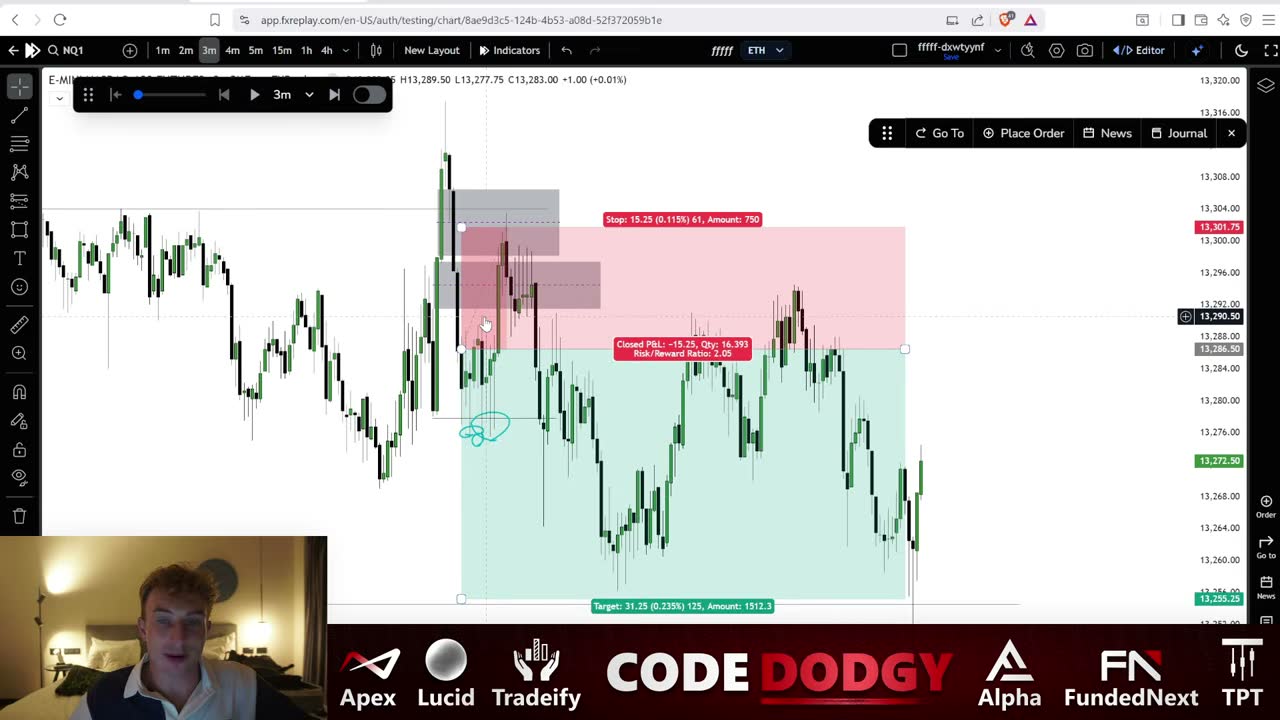 app.fxreplay.com/en-US/auth/testing/chart/8ae9d3c5-124b-4b53-a08d-52f372059b1e
NQ1 1m 2m 3m 4m 5m 15m 1h 4h New Layout Indicators fffff ETH fffff-dxwtyynf Save Editor
H13,289.50 L13,277.75 C13,283.00 +1.00 (+0.01%)
3m
Go To Place Order News Journal
13,320.00
13,316.00
13,308.00
13,304.00
13,301.75
13,300.00
13,296.00
13,292.00
13,290.50
13,288.00
13,286.50
13,284.00
13,280.00
13,276.00
13,272.50
13,268.00
13,264.00
13,260.00
13,255.25
Stop: 15.25 (0.115%) 61, Amount: 750
Closed P&L: −15.25, Qty: 16.393
Risk/Reward Ratio: 2.05
Target: 31.25 (0.235%) 125, Amount: 1512.3
Order
Go to
News
Apex Lucid Tradeify CODE DODGY Alpha FundedNext TPT